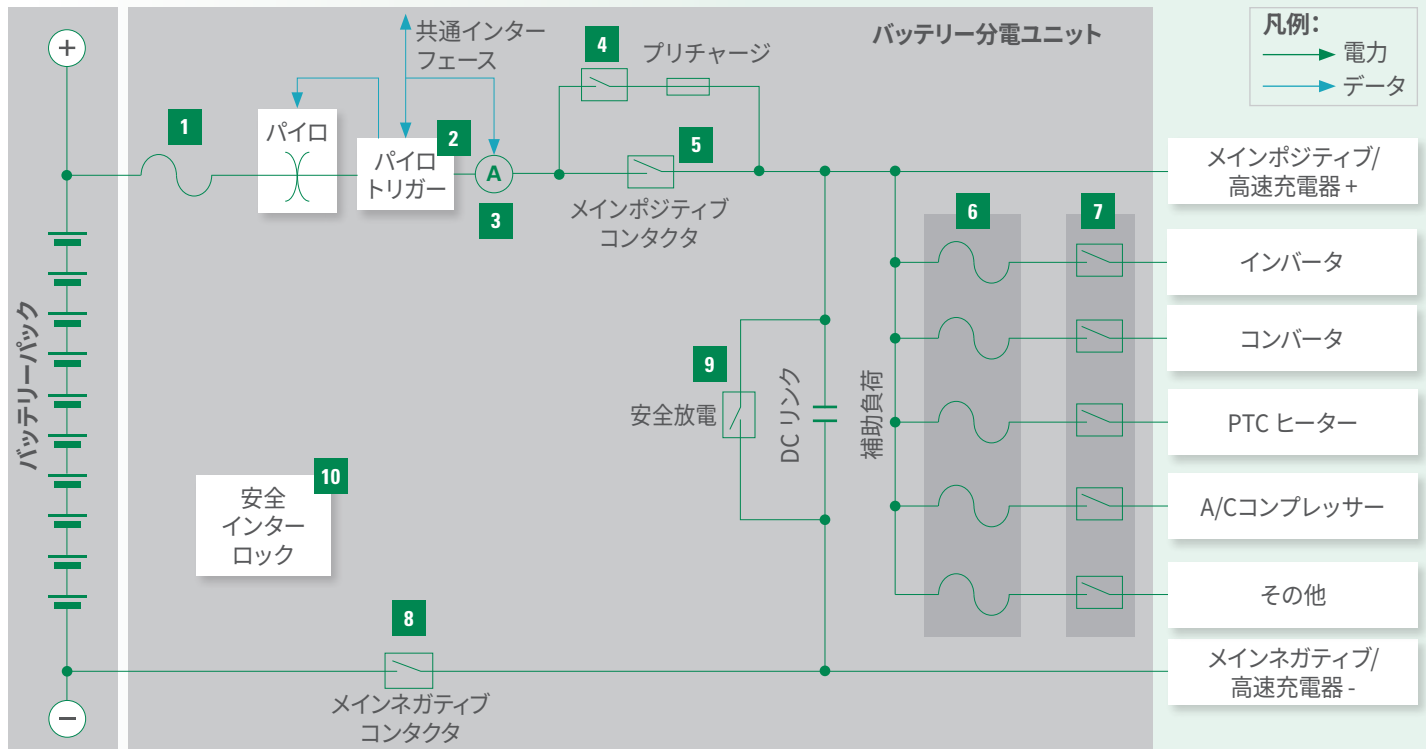 共通インター
フェース
4
プリチャージ
バッテリー分電ユニット
凡例：
電力
データ
+
1
パイロ
2
パイロ
トリガー
A
3
5
メインポジティブ
コンタクタ
メインポジティブ/
高速充電器 +
6
7
インバータ
コンバータ
PTC ヒーター
A/Cコンプレッサー
その他
メインネガティブ/
高速充電器 -
バッテリーパック
9
安全放電
DC リンク
補助負荷
10
安全
インター
ロック
8
メインネガティブ
コンタクタ
−